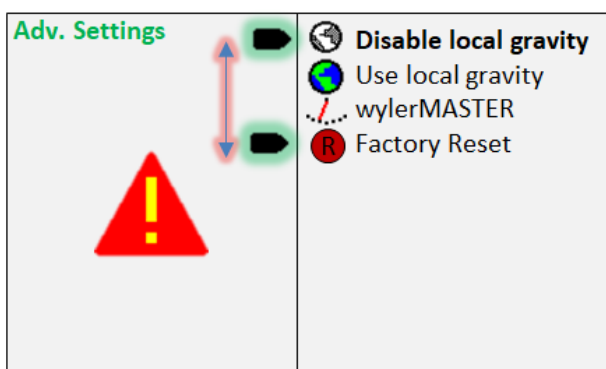 Adv. Settings
Disable local gravity
Use local gravity
wylerMASTER
R Factory Reset